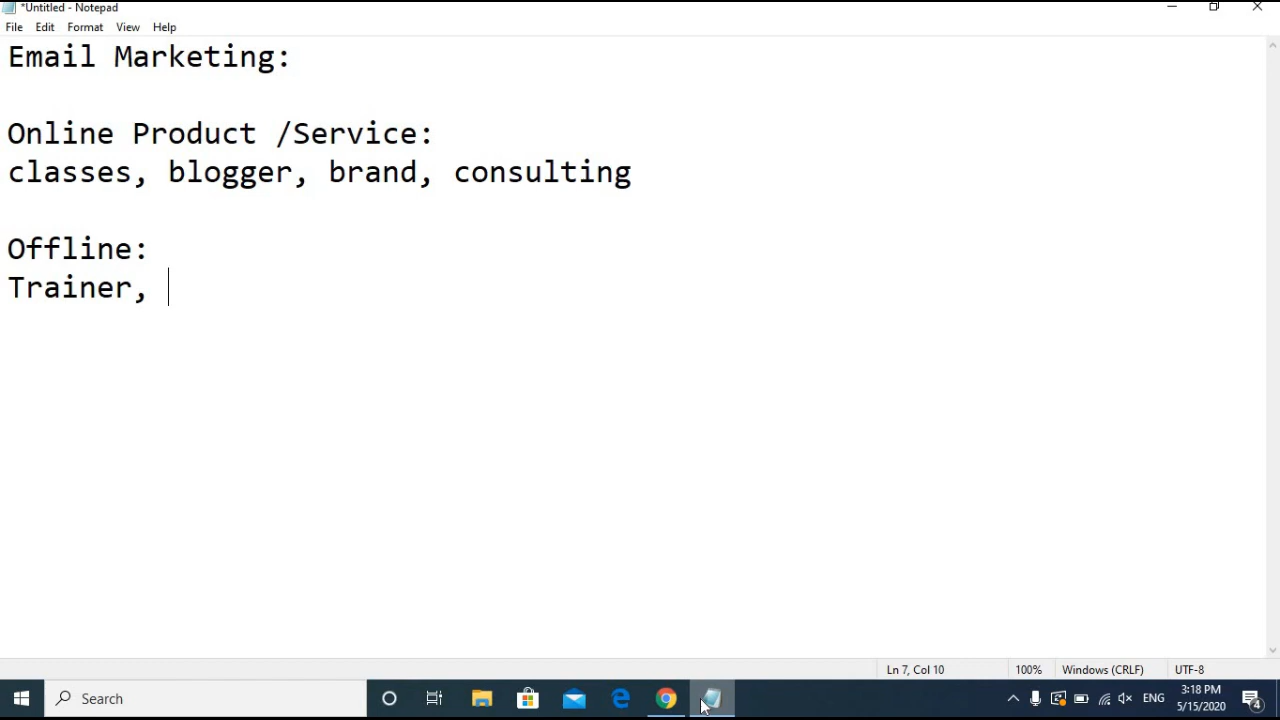 *Untitled - Notepad
File Edit Format View Help
Email Marketing:
Online Product /Service:
classes, blogger, brand, consulting
Offline:
Trainer,
Ln 7, Col 10 100% Windows (CRLF) UTF-8
Search ENG 3:18 PM
5/15/2020 4